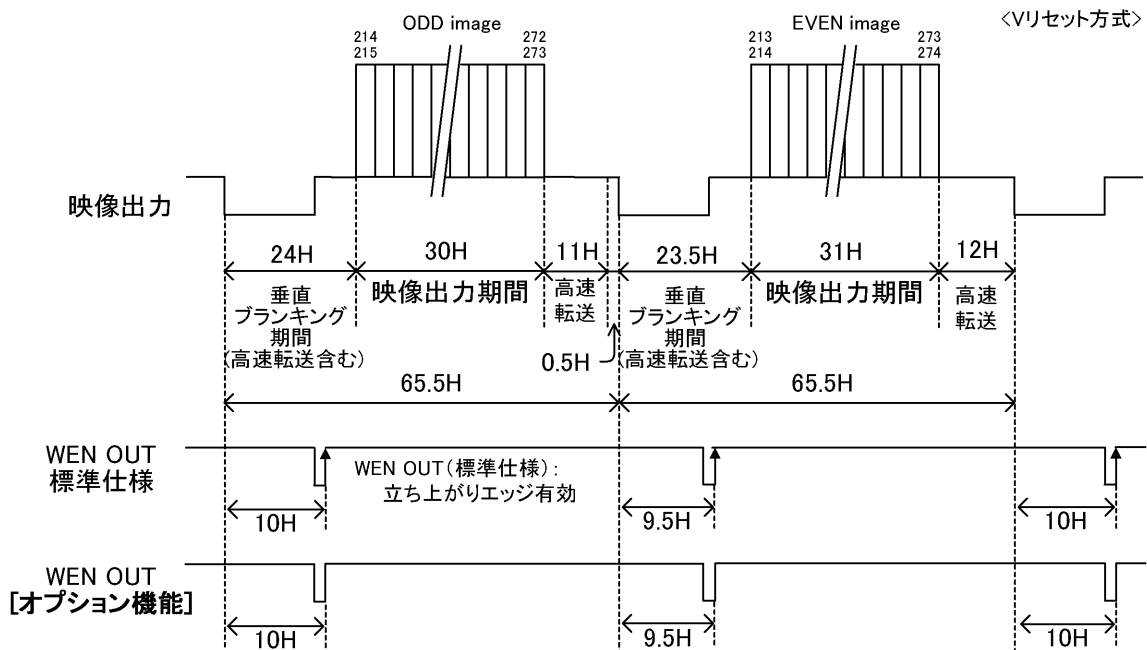 〈Vリセット方式〉
ODD image
EVEN image
214
215
272
273
213
214
273
274
映像出力
24H
30H
11H
23.5H
31H
12H
垂直
ブランキング
期間
(高速転送含む)
映像出力期間
高速
転送
0.5H
垂直
ブランキング
期間
(高速転送含む)
映像出力期間
高速
転送
65.5H
65.5H
WEN OUT
標準仕様
WEN OUT(標準仕様):
立ち上がりエッジ有効
10H
9.5H
10H
WEN OUT
[オプション機能]
10H
9.5H
10H